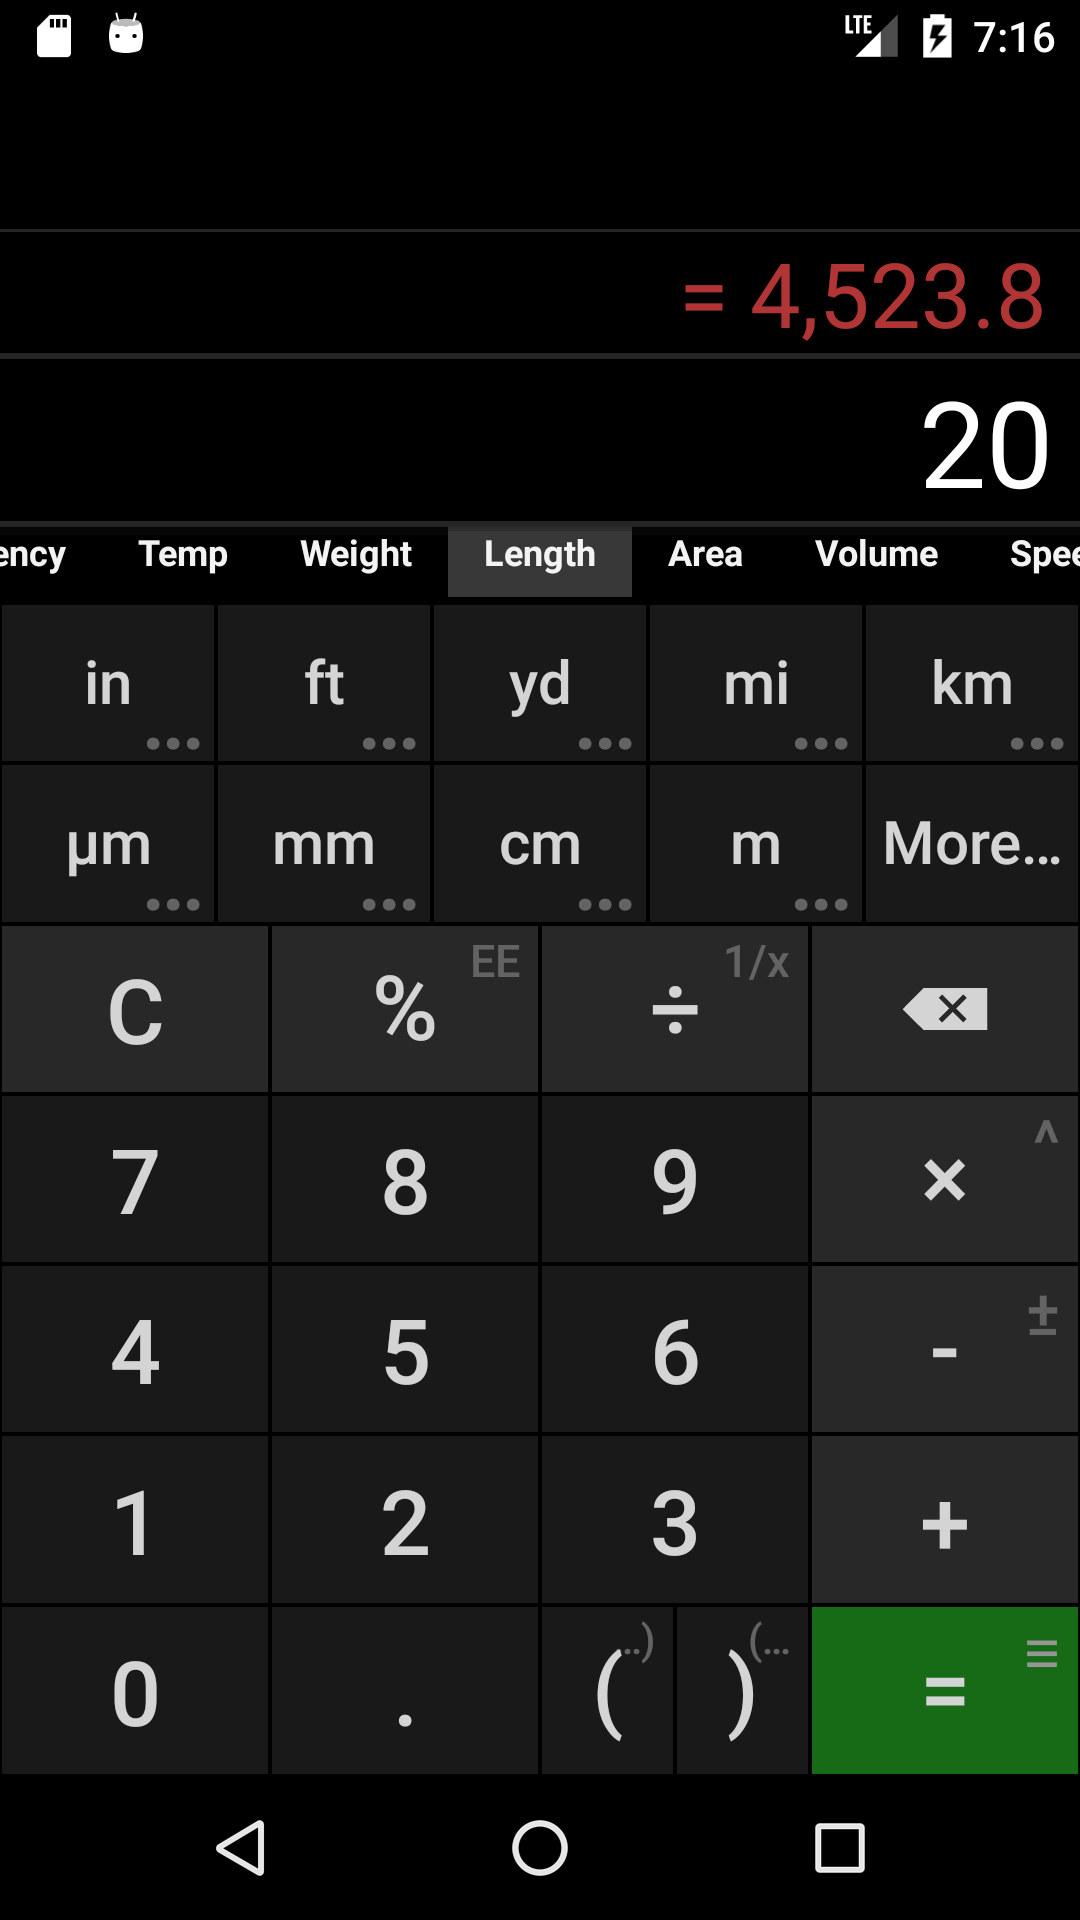 LTE 7:16
= 4,523.8
20
ency Temp Weight Length Area Volume Spee
in ft yd mi km
µm mm cm m More...
C % EE ÷ 1/x
7 8 9 × ^
4 5 6 - ±
1 2 3 + 
0 . ( ..) ) (... =